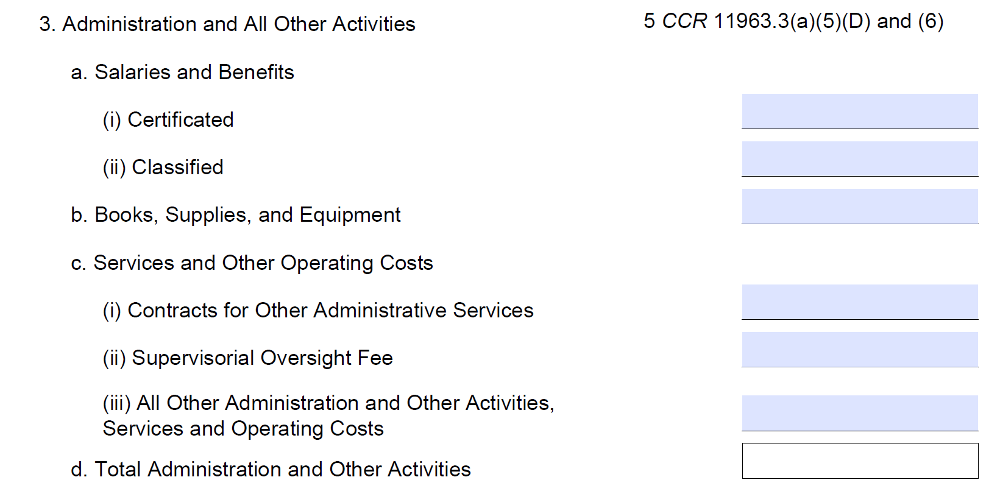 3. Administration and All Other Activities 5 CCR 11963.3(a)(5)(D) and (6)
a. Salaries and Benefits
(i) Certificated
(ii) Classified
b. Books, Supplies, and Equipment
c. Services and Other Operating Costs
(i) Contracts for Other Administrative Services
(ii) Supervisorial Oversight Fee
(iii) All Other Administration and Other Activities,
Services and Operating Costs
d. Total Administration and Other Activities